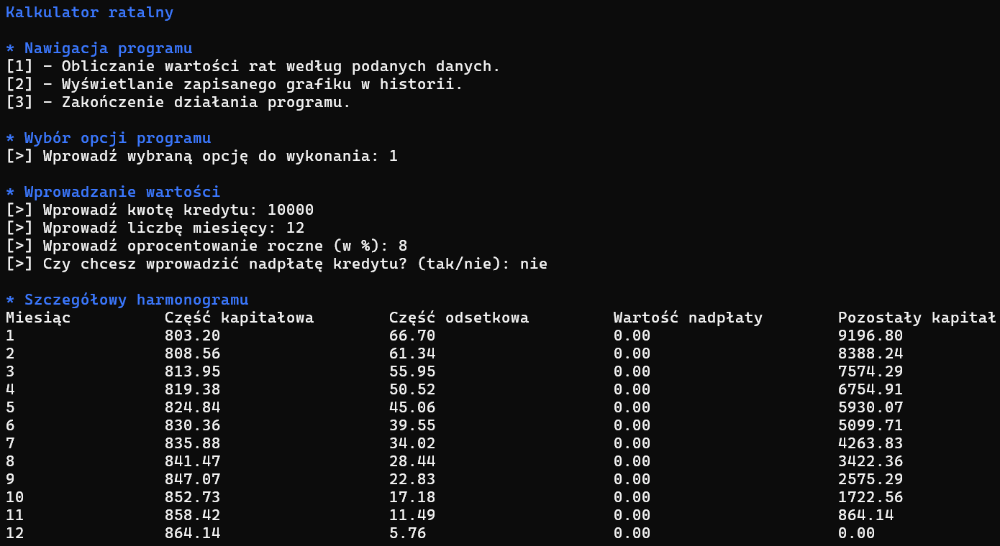 Kalkulator ratalny
* Nawigacja programu
[1] - Obliczanie wartości rat według podanych danych.
[2] - Wyświetlanie zapisanego grafiku w historii.
[3] - Zakończenie działania programu.
* Wybór opcji programu
[>] Wprowadź wybraną opcję do wykonania: 1
* Wprowadzanie wartości
[>] Wprowadź kwotę kredytu: 10000
[>] Wprowadź liczbę miesięcy: 12
[>] Wprowadź oprocentowanie roczne (w %): 8
[>] Czy chcesz wprowadzić nadpłatę kredytu? (tak/nie): nie
* Szczegółowy harmonogramu
Miesiąc Część kapitałowa Część odsetkowa Wartość nadpłaty Pozostały kapitał
1 803.20 66.70 0.00 9196.80
2 808.56 61.34 0.00 8388.24
3 813.95 55.95 0.00 7574.29
4 819.38 50.52 0.00 6754.91
5 824.84 45.06 0.00 5930.07
6 830.36 39.55 0.00 5099.71
7 835.88 34.02 0.00 4263.83
8 841.47 28.44 0.00 3422.36
9 847.07 22.83 0.00 2575.29
10 852.73 17.18 0.00 1722.56
11 858.42 11.49 0.00 864.14
12 864.14 5.76 0.00 0.00